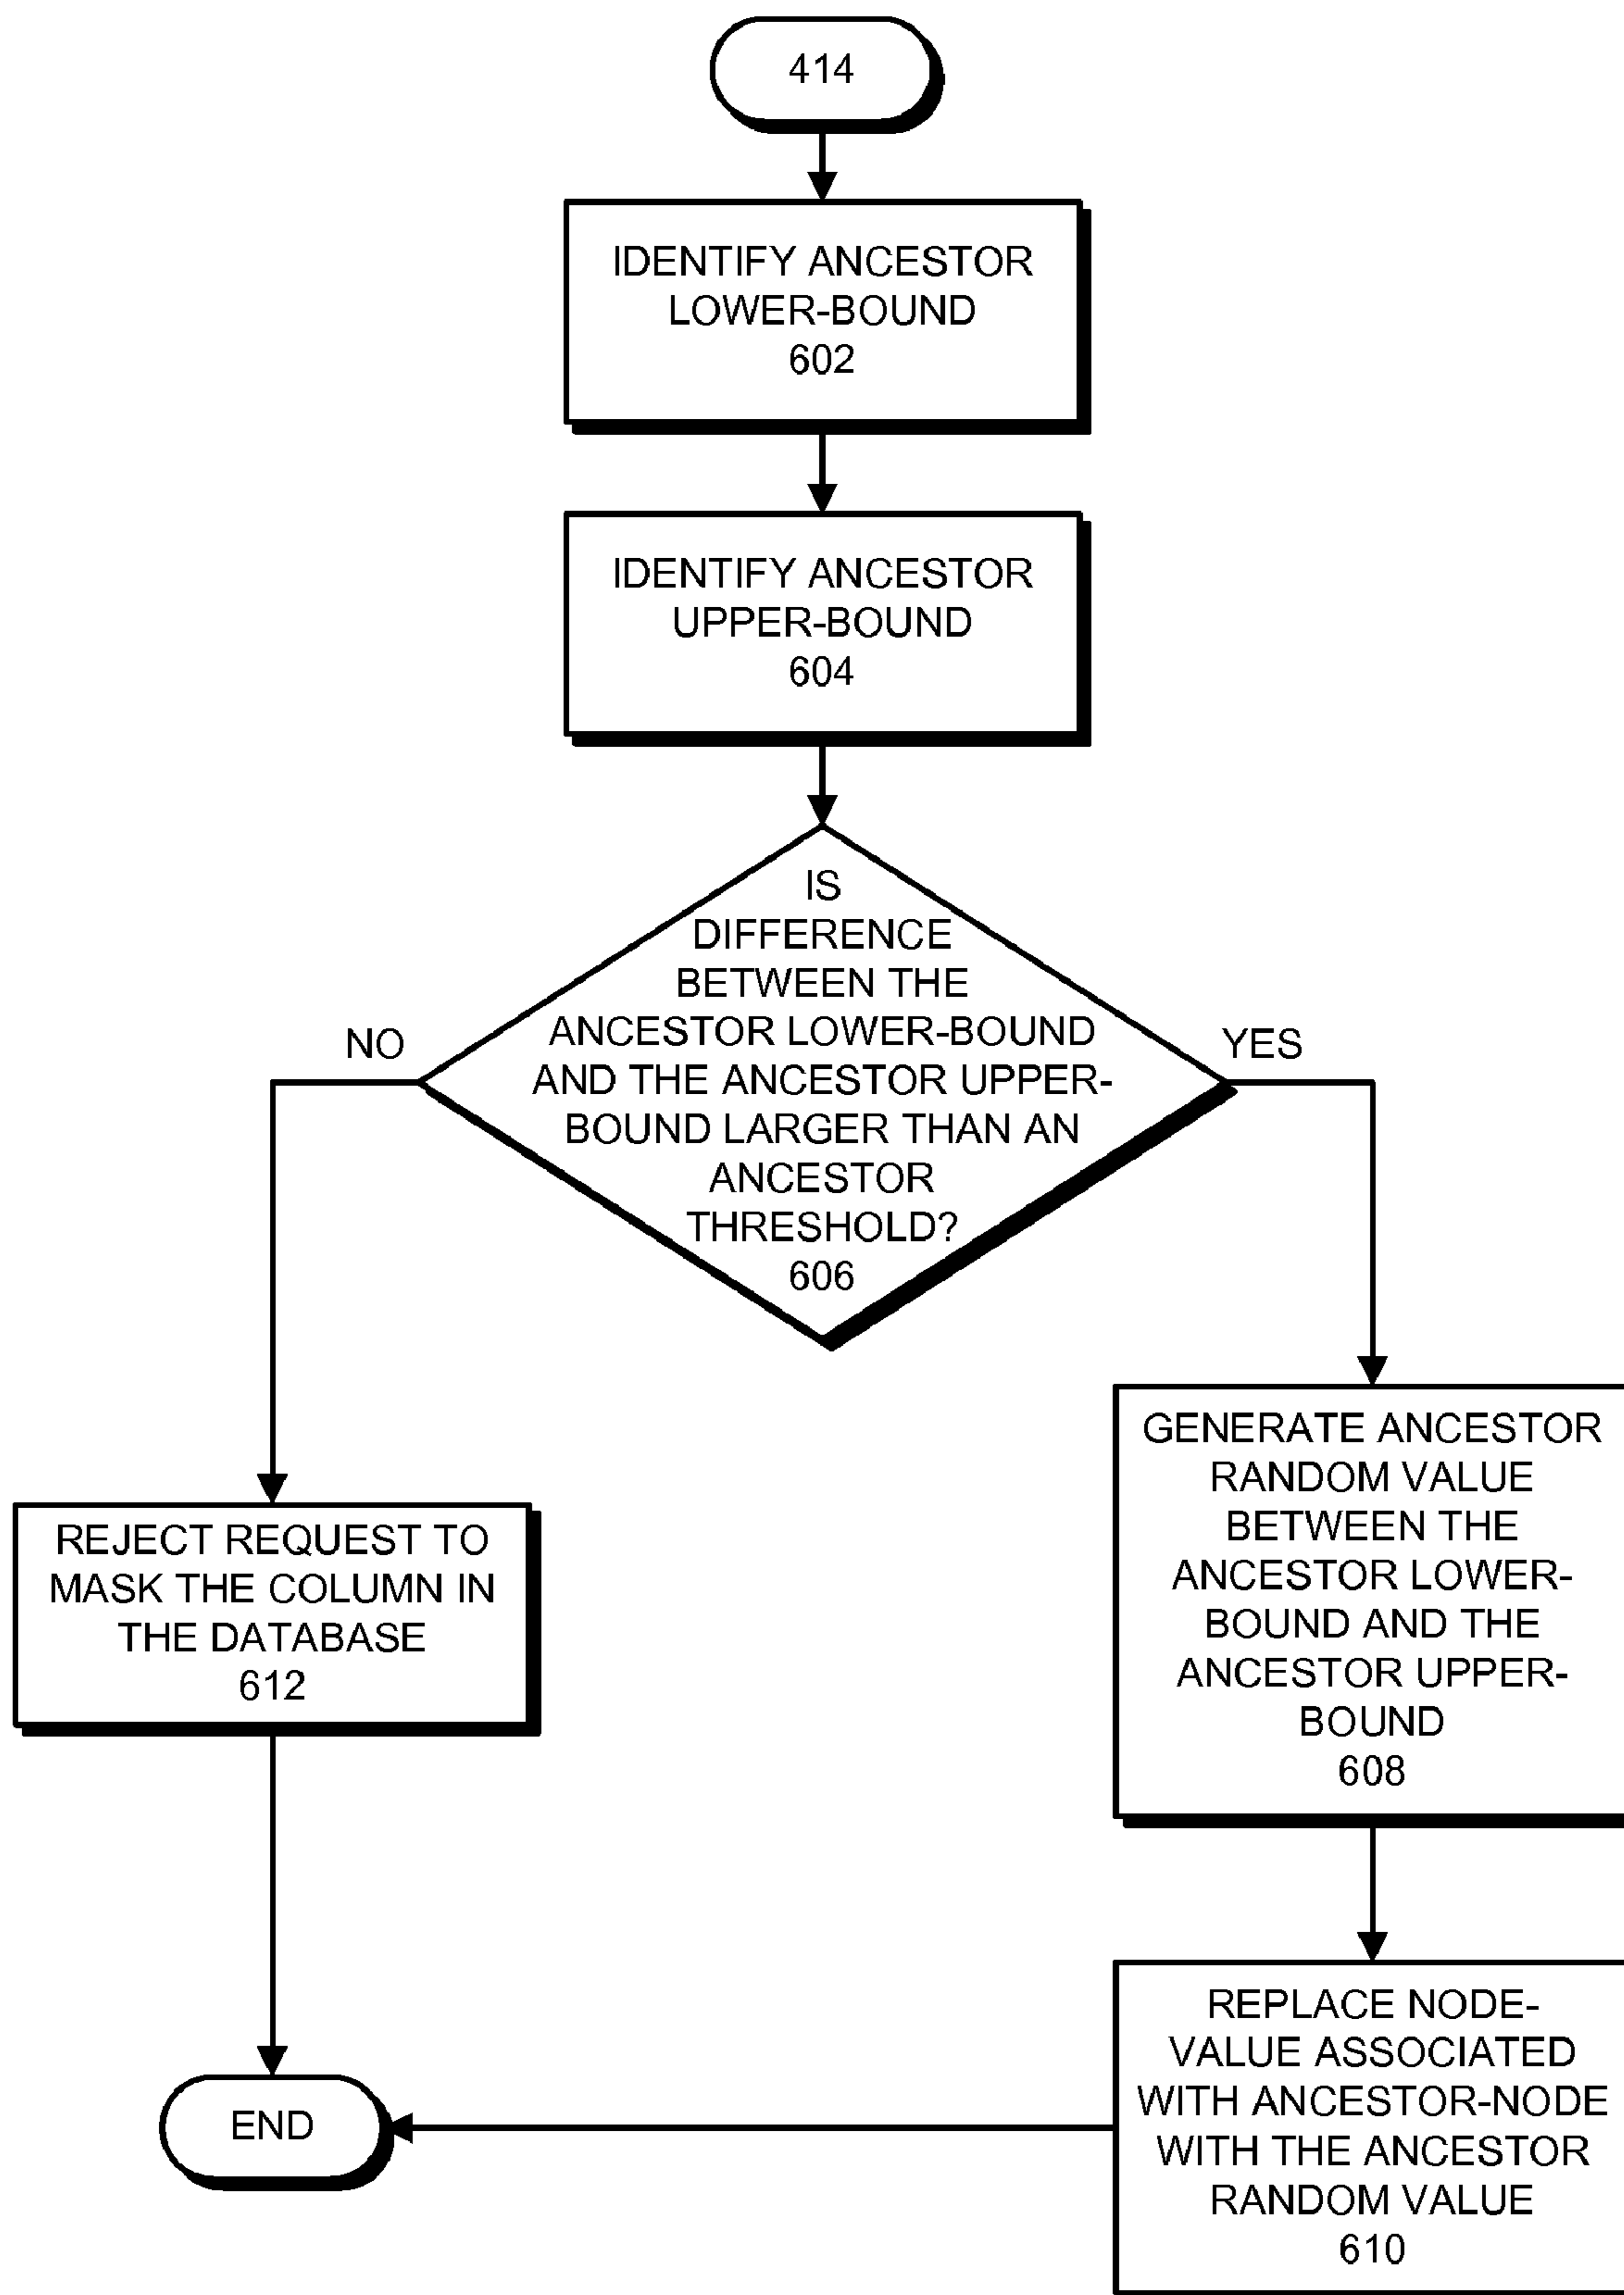 414
IDENTIFY ANCESTOR
LOWER-BOUND
602
IDENTIFY ANCESTOR
UPPER-BOUND
604
IS
DIFFERENCE
BETWEEN THE
ANCESTOR LOWER-BOUND
AND THE ANCESTOR UPPER-
BOUND LARGER THAN AN
ANCESTOR
THRESHOLD?
606
NO
YES
REJECT REQUEST TO
MASK THE COLUMN IN
THE DATABASE
612
GENERATE ANCESTOR
RANDOM VALUE
BETWEEN THE
ANCESTOR LOWER-
BOUND AND THE
ANCESTOR UPPER-
BOUND
608
REPLACE NODE-
VALUE ASSOCIATED
WITH ANCESTOR-NODE
WITH THE ANCESTOR
RANDOM VALUE
610
END